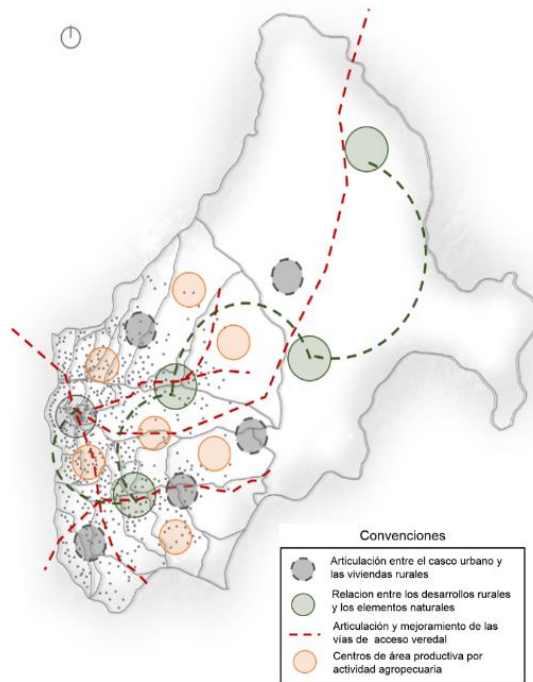 Convenciones
Articulación entre el casco urbano y
las viviendas rurales
Relacion entre los desarrollos rurales
y los elementos naturales
Articulación y mejoramiento de las
vías de acceso veredal
Centros de área productiva por
actividad agropecuaria